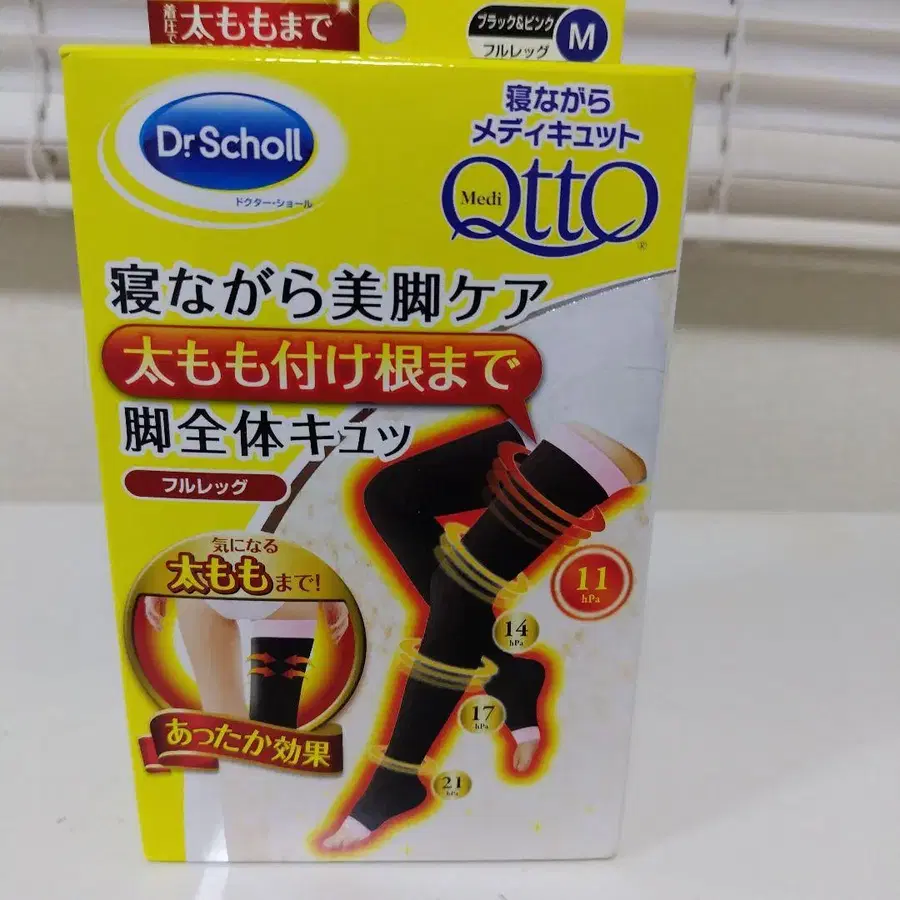 着圧で
太ももまで
ブラック&ピンク
フルレッグ
M
Dr.Scholl
ドクター・ショール
寝ながら
メディキュット
Medi
QttO
®
寝ながら美脚ケア
太もも付け根まで
脚全体キュッ
フルレッグ
気になる
太ももまで!
あったか効果
11
hPa
14
hPa
17
hPa
21
hPa